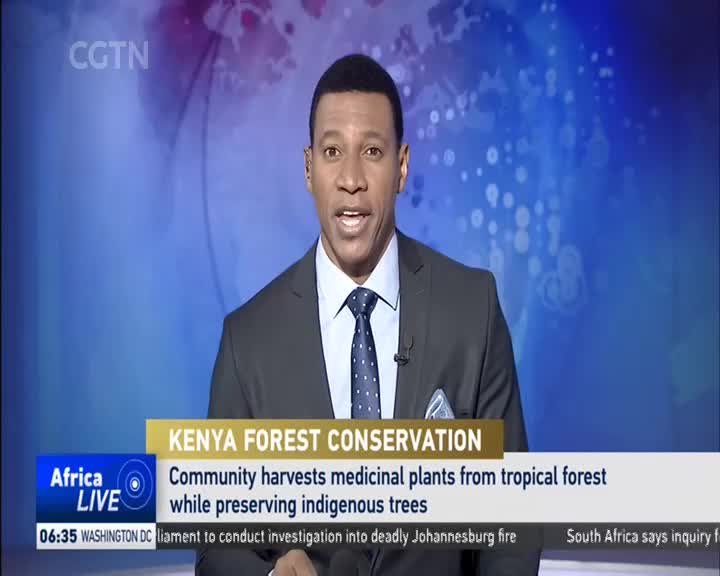 CGTN
KENYA FOREST CONSERVATION
Community harvests medicinal plants from tropical forest
while preserving indigenous trees
Africa
LIVE
06:35 WASHINGTON DC
to conduct investigation into deadly Johannesburg fire
South Africa says inquiry